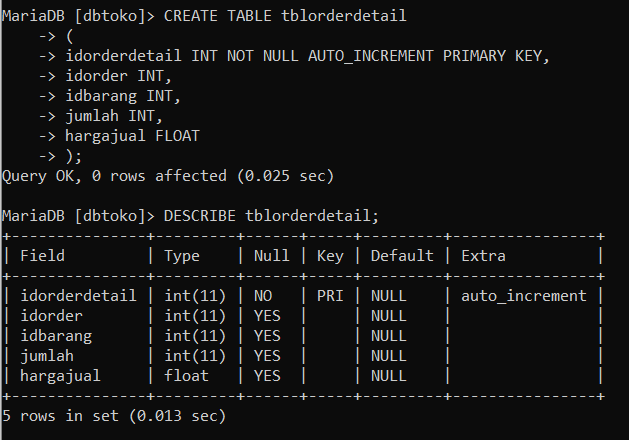 MariaDB [dbtoko]> CREATE TABLE tblorderdetail
    -> (
    -> idorderdetail INT NOT NULL AUTO_INCREMENT PRIMARY KEY,
    -> idorder INT,
    -> idbarang INT,
    -> jumlah INT,
    -> hargajual FLOAT
    -> );
Query OK, 0 rows affected (0.025 sec)

MariaDB [dbtoko]> DESCRIBE tblorderdetail;
+---------------+---------+------+-----+---------+----------------+
| Field         | Type    | Null | Key | Default | Extra          |
+---------------+---------+------+-----+---------+----------------+
| idorderdetail | int(11) | NO   | PRI | NULL    | auto_increment |
| idorder       | int(11) | YES  |     | NULL    |                |
| idbarang      | int(11) | YES  |     | NULL    |                |
| jumlah        | int(11) | YES  |     | NULL    |                |
| hargajual     | float   | YES  |     | NULL    |                |
+---------------+---------+------+-----+---------+----------------+
5 rows in set (0.013 sec)